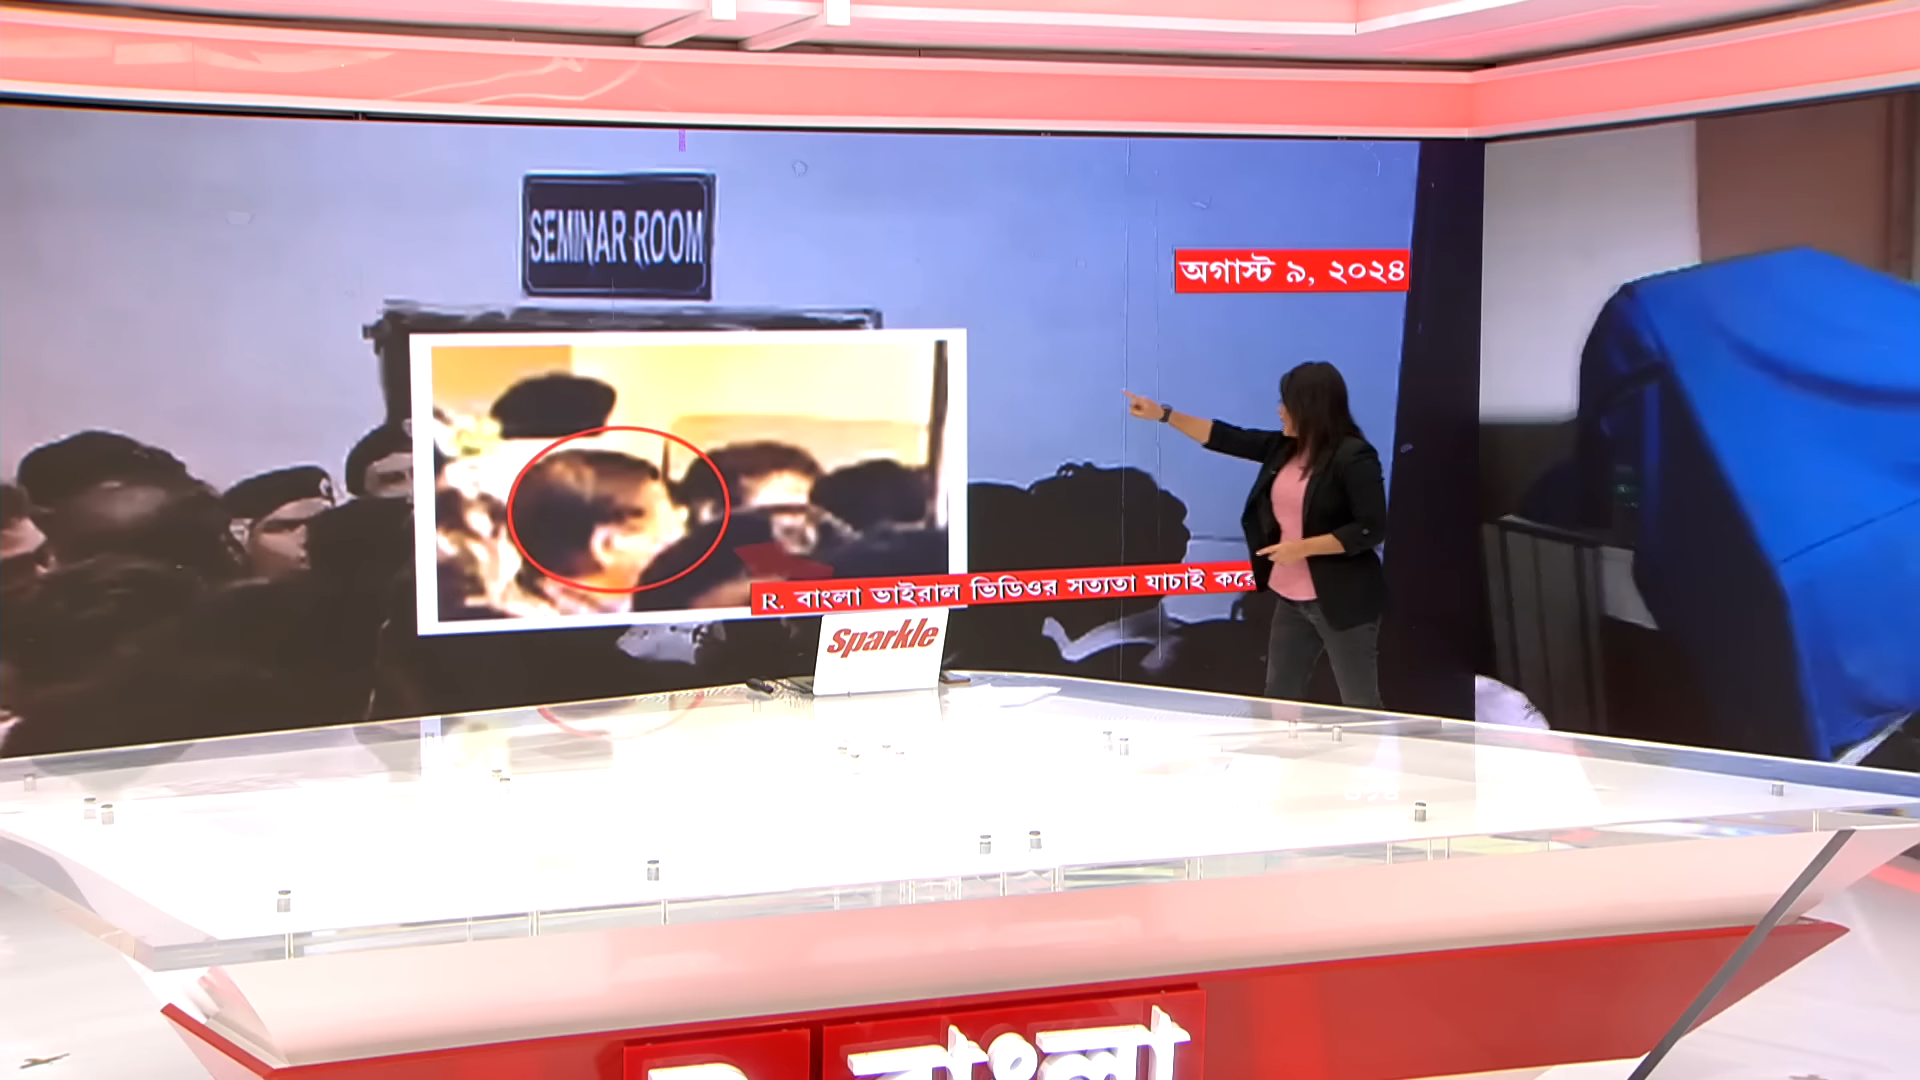 SEMINAR ROOM
অগাস্ট ৯, ২০২৪
R. বাংলা ভাইরাল ভিডিওর সত্যতা যাচাই করে
Sparkle
বাংলা